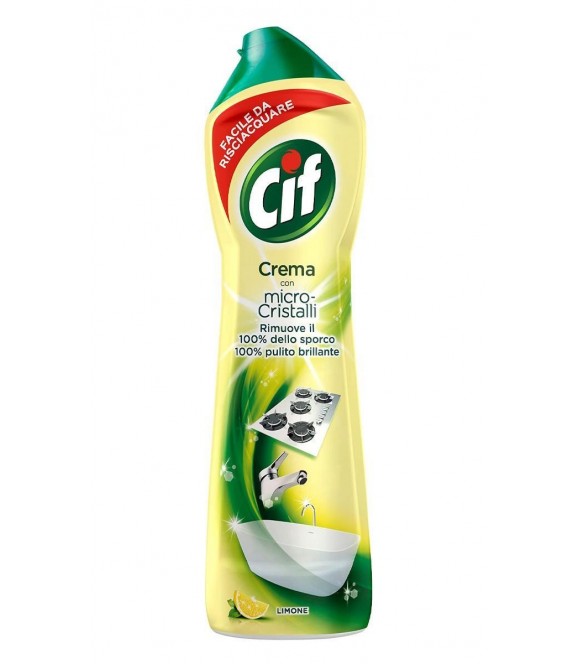 FACILE DA
RISCIACQUARE
Cif
Crema
con
micro-
Cristalli
Rimuove il
100% dello sporco
100% pulito brillante
LIMONE